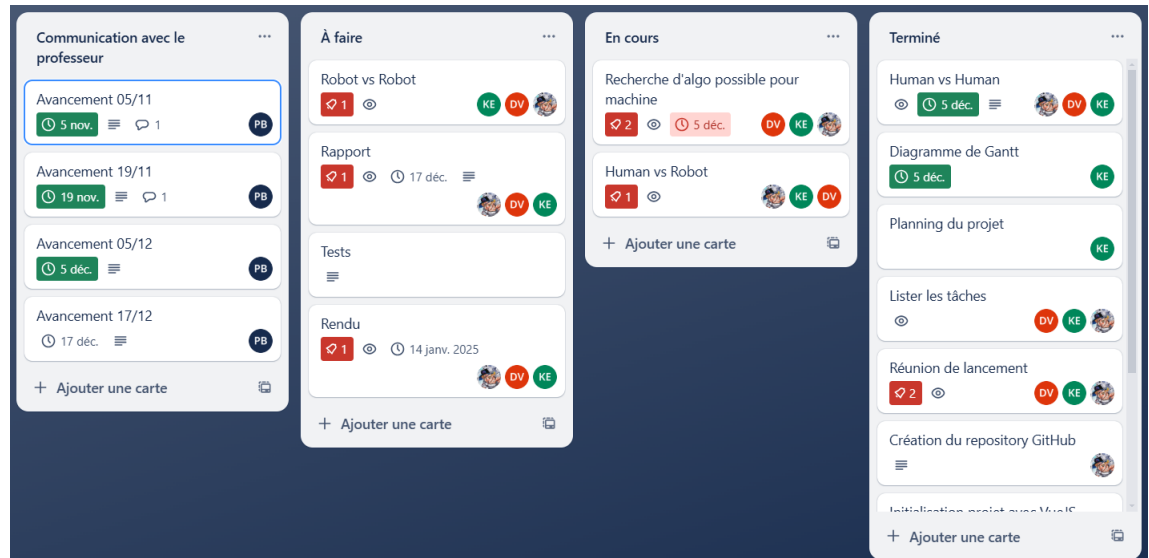 Communication avec le
professeur
Avancement 05/11
5 nov. 1 PB
Avancement 19/11
19 nov. 1 PB
Avancement 05/12
5 déc. PB
Avancement 17/12
17 déc. PB
+ Ajouter une carte
À faire
Robot vs Robot
1 KE DV
Rapport
1 17 déc.
DV KE
Tests
Rendu
1 14 janv. 2025
DV KE
+ Ajouter une carte
En cours
Recherche d'algo possible pour
machine
2 5 déc. DV KE
Human vs Robot
1 KE DV
+ Ajouter une carte
Terminé
Human vs Human
5 déc. DV KE
Diagramme de Gantt
5 déc. KE
Planning du projet
KE
Lister les tâches
DV KE
Réunion de lancement
2 DV KE
Création du repository GitHub
Initialisation projet avec VueJS
+ Ajouter une carte